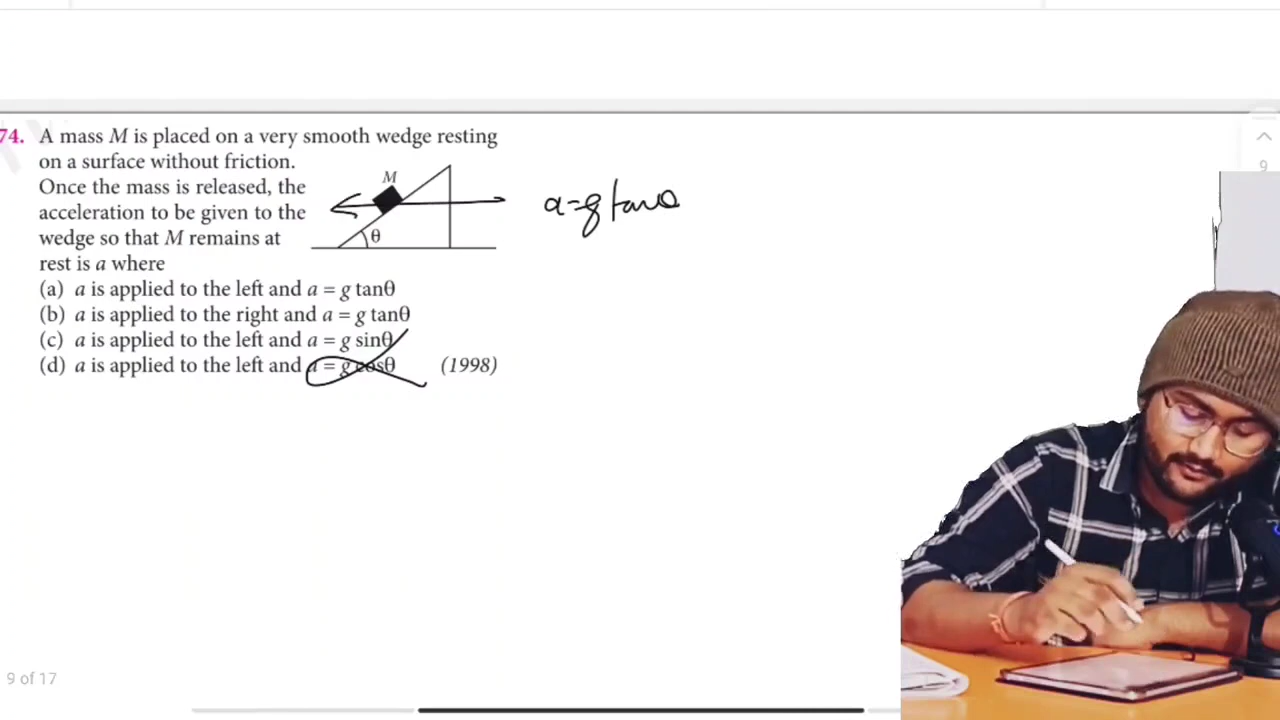 74. A mass M is placed on a very smooth wedge resting
on a surface without friction.
Once the mass is released, the
acceleration to be given to the
wedge so that M remains at
rest is a where
M
θ
a=g tanθ
(a) a is applied to the left and a = g tanθ
(b) a is applied to the right and a = g tanθ
(c) a is applied to the left and a = g sinθ
(d) a is applied to the left and a = g cosθ (1998)
9
9 of 17